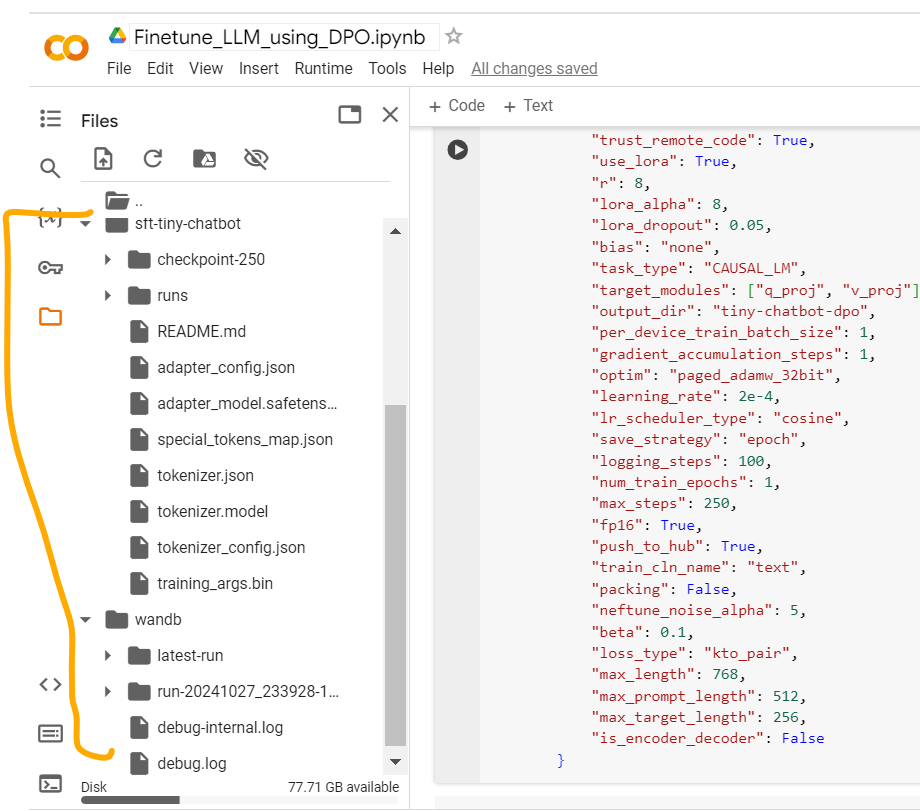 Finetune_LLM_using_DPO.ipynb
File Edit View Insert Runtime Tools Help All changes saved
Files
+ Code + Text
..
sft-tiny-chatbot
checkpoint-250
runs
README.md
adapter_config.json
adapter_model.safetens...
special_tokens_map.json
tokenizer.json
tokenizer.model
tokenizer_config.json
training_args.bin
wandb
latest-run
run-20241027_233928-1...
debug-internal.log
debug.log
Disk 77.71 GB available
"trust_remote_code": True,
"use_lora": True,
"r": 8,
"lora_alpha": 8,
"lora_dropout": 0.05,
"bias": "none",
"task_type": "CAUSAL_LM",
"target_modules": ["q_proj", "v_proj"]
"output_dir": "tiny-chatbot-dpo",
"per_device_train_batch_size": 1,
"gradient_accumulation_steps": 1,
"optim": "paged_adamw_32bit",
"learning_rate": 2e-4,
"lr_scheduler_type": "cosine",
"save_strategy": "epoch",
"logging_steps": 100,
"num_train_epochs": 1,
"max_steps": 250,
"fp16": True,
"push_to_hub": True,
"train_cln_name": "text",
"packing": False,
"neftune_noise_alpha": 5,
"beta": 0.1,
"loss_type": "kto_pair",
"max_length": 768,
"max_prompt_length": 512,
"max_target_length": 256,
"is_encoder_decoder": False
}